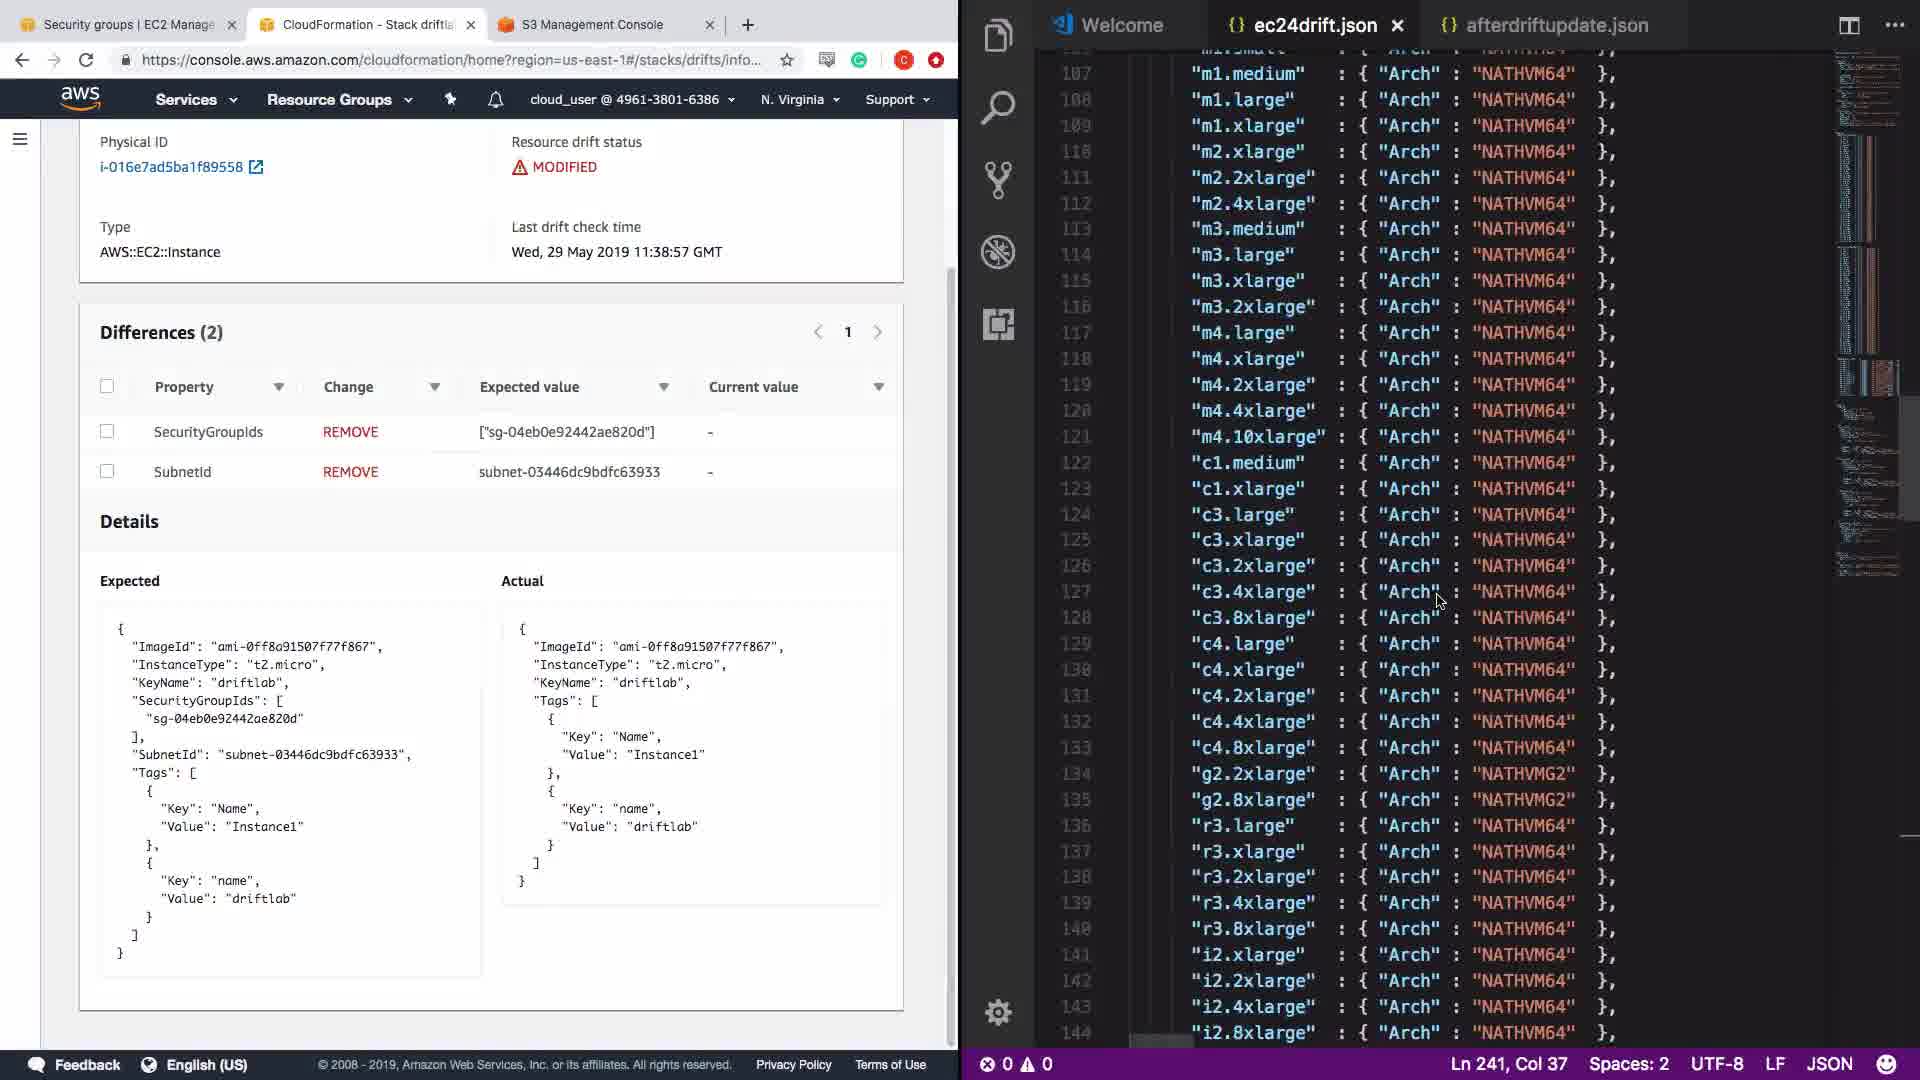 Security groups | EC2 Manage
CloudFormation - Stack driftla
S3 Management Console
https://console.aws.amazon.com/cloudformation/home?region=us-east-1#/stacks/drifts/info...
aws
Services
Resource Groups
cloud_user @ 4961-3801-6386
N. Virginia
Support
Physical ID
i-016e7ad5ba1f89558
Resource drift status
MODIFIED
Type
AWS::EC2::Instance
Last drift check time
Wed, 29 May 2019 11:38:57 GMT
Differences (2)
1
Property
Change
Expected value
Current value
SecurityGroupIds
REMOVE
["sg-04eb0e92442ae820d"]
-
SubnetId
REMOVE
subnet-03446dc9bdfc63933
-
Details
Expected
{
"ImageId": "ami-0ff8a91507f77f867",
"InstanceType": "t2.micro",
"KeyName": "driftlab",
"SecurityGroupIds": [
"sg-04eb0e92442ae820d"
],
"SubnetId": "subnet-03446dc9bdfc63933",
"Tags": [
{
"Key": "Name",
"Value": "Instance1"
},
{
"Key": "name",
"Value": "driftlab"
}
]
}
Actual
{
"ImageId": "ami-0ff8a91507f77f867",
"InstanceType": "t2.micro",
"KeyName": "driftlab",
"Tags": [
{
"Key": "Name",
"Value": "Instance1"
},
{
"Key": "name",
"Value": "driftlab"
}
]
}
Feedback
English (US)
© 2008 - 2019, Amazon Web Services, Inc. or its affiliates. All rights reserved.
Privacy Policy
Terms of Use
Welcome
{} ec24drift.json
{} afterdriftupdate.json
107 "m1.medium" : { "Arch" : "NATHVM64" },
108 "m1.large" : { "Arch" : "NATHVM64" },
109 "m1.xlarge" : { "Arch" : "NATHVM64" },
110 "m2.xlarge" : { "Arch" : "NATHVM64" },
111 "m2.2xlarge" : { "Arch" : "NATHVM64" },
112 "m2.4xlarge" : { "Arch" : "NATHVM64" },
113 "m3.medium" : { "Arch" : "NATHVM64" },
114 "m3.large" : { "Arch" : "NATHVM64" },
115 "m3.xlarge" : { "Arch" : "NATHVM64" },
116 "m3.2xlarge" : { "Arch" : "NATHVM64" },
117 "m4.large" : { "Arch" : "NATHVM64" },
118 "m4.xlarge" : { "Arch" : "NATHVM64" },
119 "m4.2xlarge" : { "Arch" : "NATHVM64" },
120 "m4.4xlarge" : { "Arch" : "NATHVM64" },
121 "m4.10xlarge" : { "Arch" : "NATHVM64" },
122 "c1.medium" : { "Arch" : "NATHVM64" },
123 "c1.xlarge" : { "Arch" : "NATHVM64" },
124 "c3.large" : { "Arch" : "NATHVM64" },
125 "c3.xlarge" : { "Arch" : "NATHVM64" },
126 "c3.2xlarge" : { "Arch" : "NATHVM64" },
127 "c3.4xlarge" : { "Arch" : "NATHVM64" },
128 "c3.8xlarge" : { "Arch" : "NATHVM64" },
129 "c4.large" : { "Arch" : "NATHVM64" },
130 "c4.xlarge" : { "Arch" : "NATHVM64" },
131 "c4.2xlarge" : { "Arch" : "NATHVM64" },
132 "c4.4xlarge" : { "Arch" : "NATHVM64" },
133 "c4.8xlarge" : { "Arch" : "NATHVM64" },
134 "g2.2xlarge" : { "Arch" : "NATHVMG2" },
135 "g2.8xlarge" : { "Arch" : "NATHVMG2" },
136 "r3.large" : { "Arch" : "NATHVM64" },
137 "r3.xlarge" : { "Arch" : "NATHVM64" },
138 "r3.2xlarge" : { "Arch" : "NATHVM64" },
139 "r3.4xlarge" : { "Arch" : "NATHVM64" },
140 "r3.8xlarge" : { "Arch" : "NATHVM64" },
141 "i2.xlarge" : { "Arch" : "NATHVM64" },
142 "i2.2xlarge" : { "Arch" : "NATHVM64" },
143 "i2.4xlarge" : { "Arch" : "NATHVM64" },
144 "i2.8xlarge" : { "Arch" : "NATHVM64" },
0 0
Ln 241, Col 37
Spaces: 2
UTF-8
LF
JSON